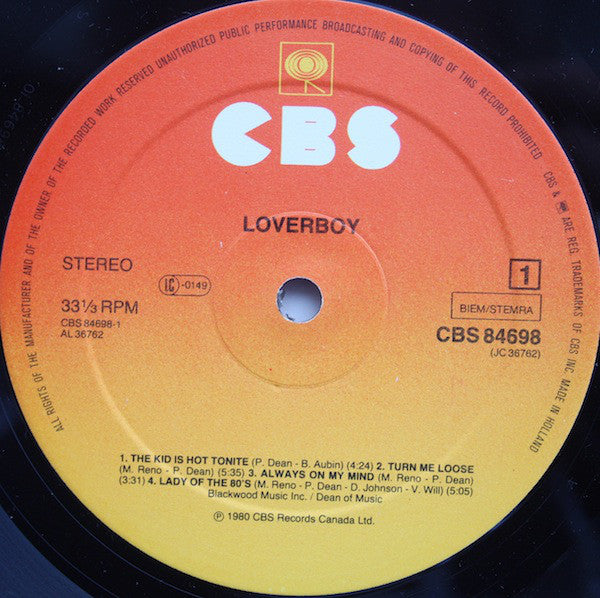 ALL RIGHTS OF THE MANUFACTURER AND OF THE OWNER OF THE RECORDED WORK RESERVED UNAUTHORIZED PUBLIC PERFORMANCE BROADCASTING AND COPYING OF THIS RECORD PROHIBITED CBS & ARE REG. TRADEMARKS OF CBS INC. MADE IN HOLLAND
CBS
LOVERBOY
STEREO
iC -0149
1
33⅓ RPM
BIEM/STEMRA
CBS 84698-1
AL 36762
CBS 84698
(JC 36762)
1. THE KID IS HOT TONITE (P. Dean - B. Aubin) (4:24) 2. TURN ME LOOSE
(M. Reno - P. Dean) (5:35) 3. ALWAYS ON MY MIND (M. Reno - P. Dean)
(3:31) 4. LADY OF THE 80'S (M. Reno - P. Dean - D. Johnson - V. Will) (5:05)
Blackwood Music Inc. / Dean of Music
℗ 1980 CBS Records Canada Ltd.